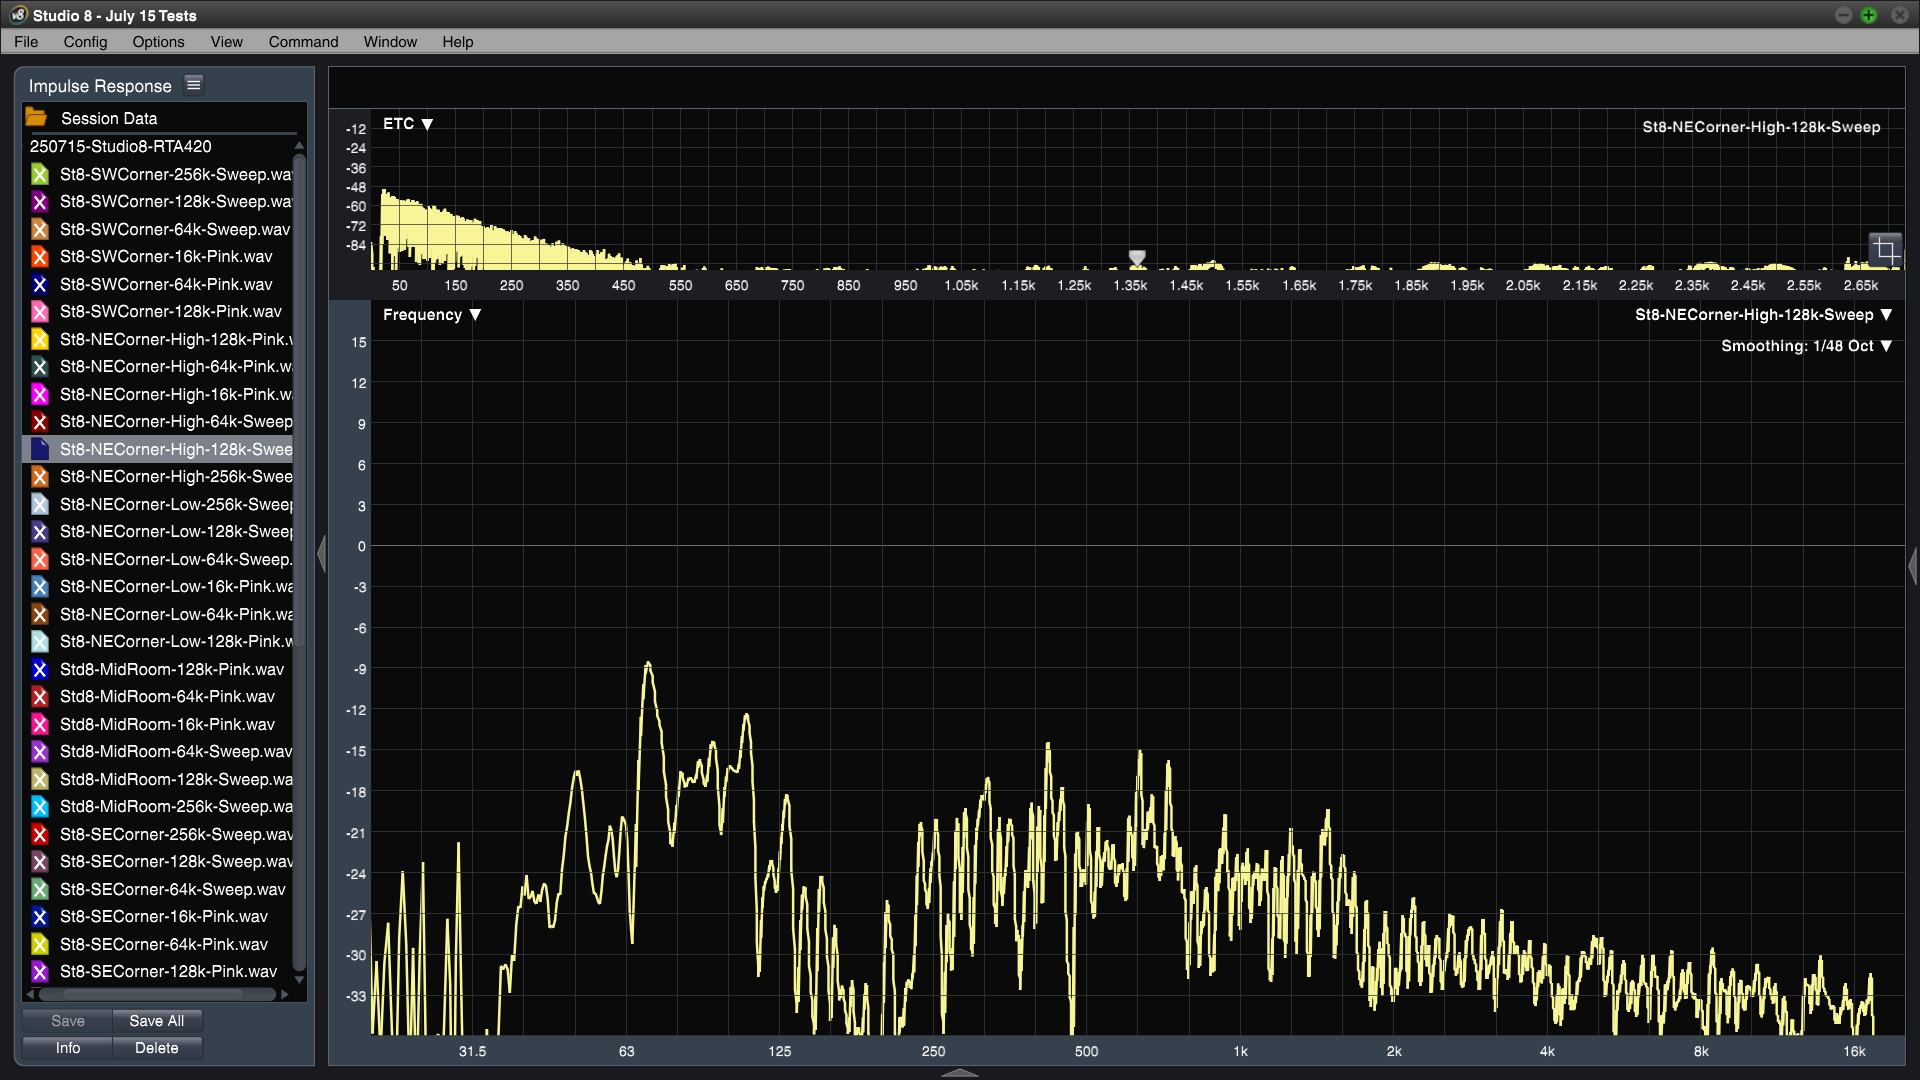 v8 Studio 8 - July 15 Tests
File Config Options View Command Window Help
Impulse Response
Session Data
250715-Studio8-RTA420
St8-SWCorner-256k-Sweep.wa
St8-SWCorner-128k-Sweep.wa
St8-SWCorner-64k-Sweep.wav
St8-SWCorner-16k-Pink.wav
St8-SWCorner-64k-Pink.wav
St8-SWCorner-128k-Pink.wav
St8-NECorner-High-128k-Pink.w
St8-NECorner-High-64k-Pink.w
St8-NECorner-High-16k-Pink.w
St8-NECorner-High-64k-Sweep
St8-NECorner-High-128k-Swee
St8-NECorner-High-256k-Swee
St8-NECorner-Low-256k-Sweep
St8-NECorner-Low-128k-Sweep
St8-NECorner-Low-64k-Sweep.
St8-NECorner-Low-16k-Pink.wa
St8-NECorner-Low-64k-Pink.wa
St8-NECorner-Low-128k-Pink.w
Std8-MidRoom-128k-Pink.wav
Std8-MidRoom-64k-Pink.wav
Std8-MidRoom-16k-Pink.wav
Std8-MidRoom-64k-Sweep.wav
Std8-MidRoom-128k-Sweep.wa
Std8-MidRoom-256k-Sweep.wa
St8-SECorner-256k-Sweep.wav
St8-SECorner-128k-Sweep.wav
St8-SECorner-64k-Sweep.wav
St8-SECorner-16k-Pink.wav
St8-SECorner-64k-Pink.wav
St8-SECorner-128k-Pink.wav
Save Save All
Info Delete
ETC ▼
St8-NECorner-High-128k-Sweep
-12
-24
-36
-48
-60
-72
-84
50 150 250 350 450 550 650 750 850 950 1.05k 1.15k 1.25k 1.35k 1.45k 1.55k 1.65k 1.75k 1.85k 1.95k 2.05k 2.15k 2.25k 2.35k 2.45k 2.55k 2.65k
Frequency ▼
St8-NECorner-High-128k-Sweep ▼
Smoothing: 1/48 Oct ▼
15
12
9
6
3
0
-3
-6
-9
-12
-15
-18
-21
-24
-27
-30
-33
31.5 63 125 250 500 1k 2k 4k 8k 16k